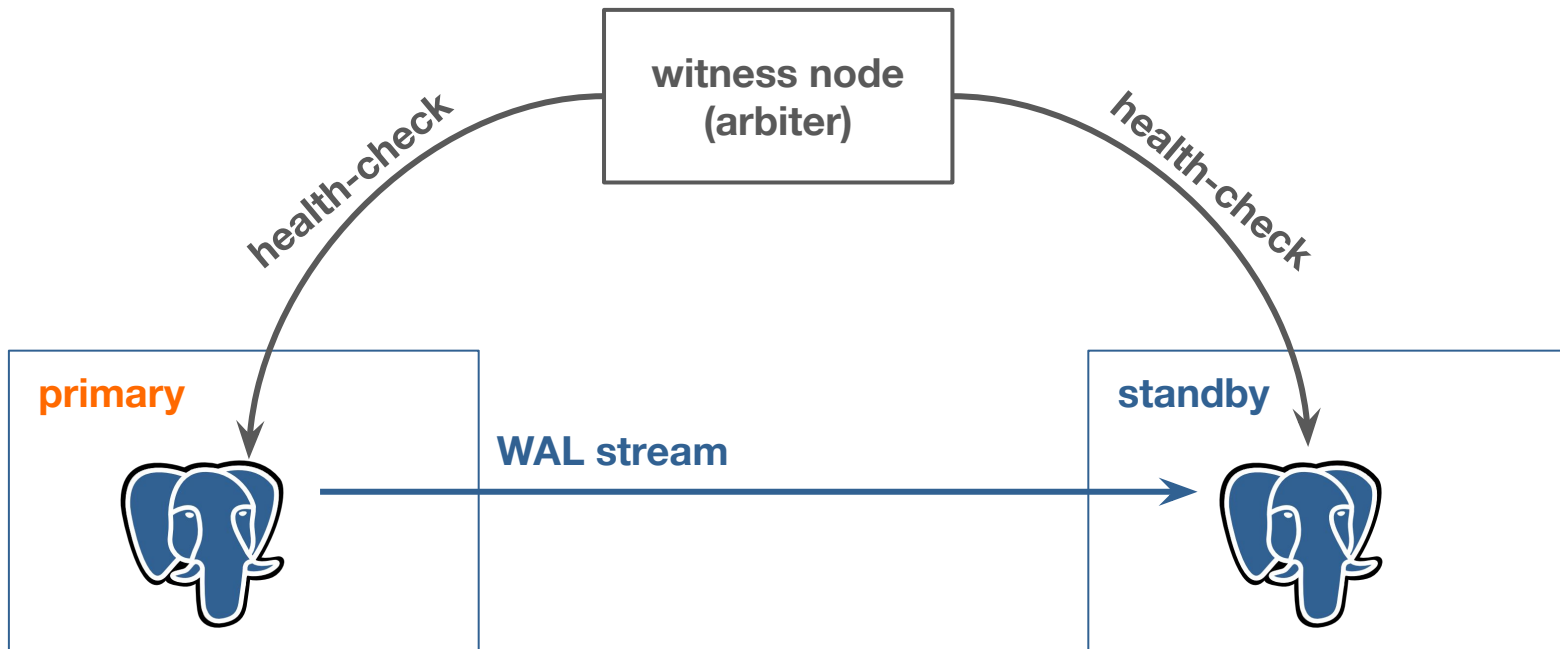 witness node
(arbiter)
health-check
health-check
primary
standby
WAL stream